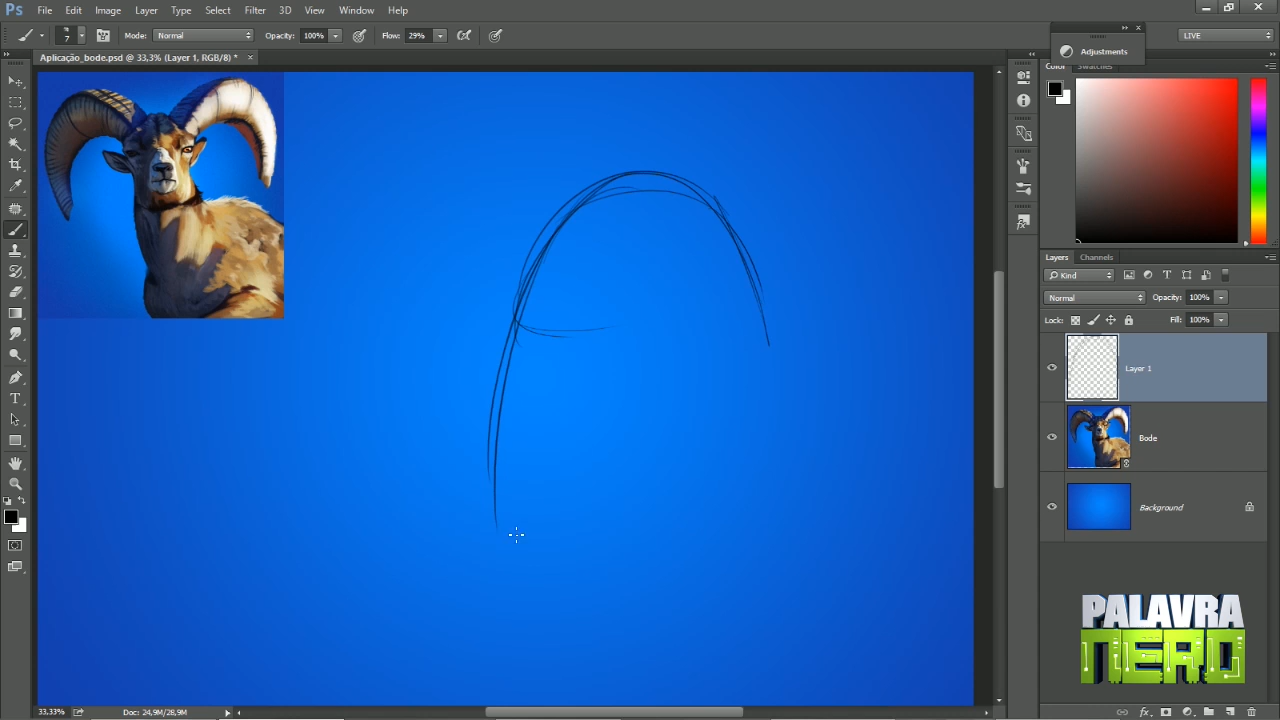 Ps File Edit Image Layer Type Select Filter 3D View Window Help
7 Mode: Normal Opacity: 100% Flow: 29% LIVE
Aplicação_bode.psd @ 33,3% (Layer 1, RGB/8) * ×
Adjustments
Color Swatches
Layers Channels
Kind
Normal Opacity: 100%
Lock: Fill: 100%
Layer 1
Bode
Background
PALAVRA
NERD
33,33% Doc: 24,9M/28,9M